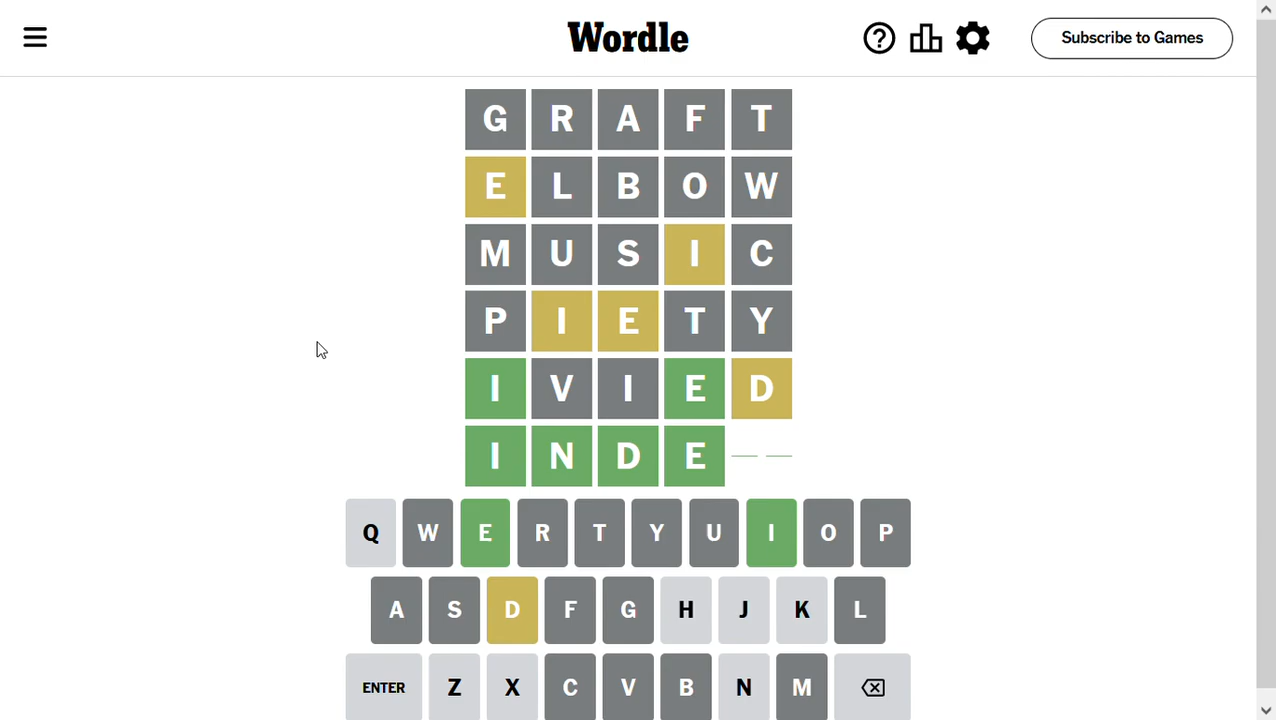 Wordle
Subscribe to Games
G R A F T
E L B O W
M U S I C
P I E T Y
I V I E D
I N D E
Q W E R T Y U I O P
A S D F G H J K L
ENTER Z X C V B N M